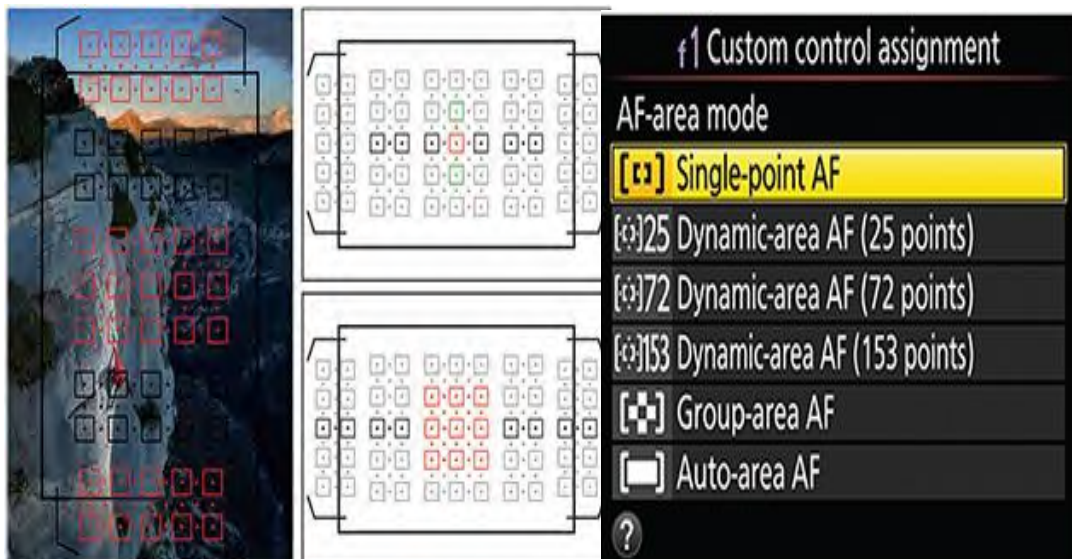 f1 Custom control assignment
AF-area mode
Single-point AF
25 Dynamic-area AF (25 points)
72 Dynamic-area AF (72 points)
153 Dynamic-area AF (153 points)
Group-area AF
Auto-area AF
?